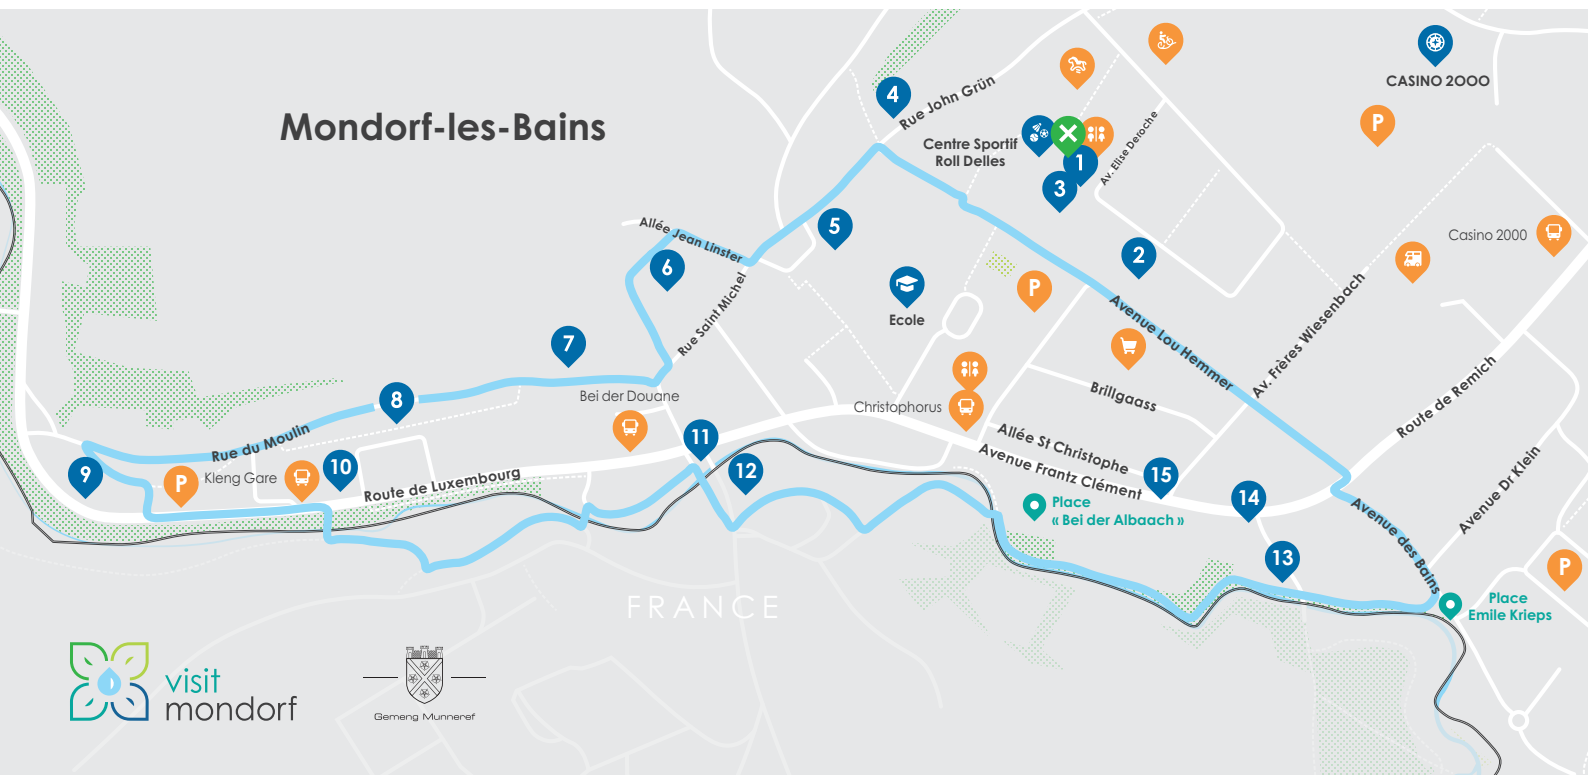 Mondorf-les-Bains
CASINO 2OOO
P
4
Rue John Grün
Centre Sportif
Roll Delles
Av. Elise Deroche
1
3
2
5
Allée Jean Linster
6
Rue Saint Michel
Ecole
P
Casino 2000
Avenue Lou Hemmer
Av. Frères Wiesenbach
Route de Remich
7
Bei der Douane
8
Rue du Moulin
Christophorus
Brillgaass
Allée St Christophe
Avenue Frantz Clément
9
P
Kleng Gare
10
Route de Luxembourg
11
12
15
14
Place
« Bei der Albaach »
Avenue Dr Klein
Avenue des Bains
13
P
Place
Emile Krieps
FRANCE
visit
mondorf
Gemeng Munneref